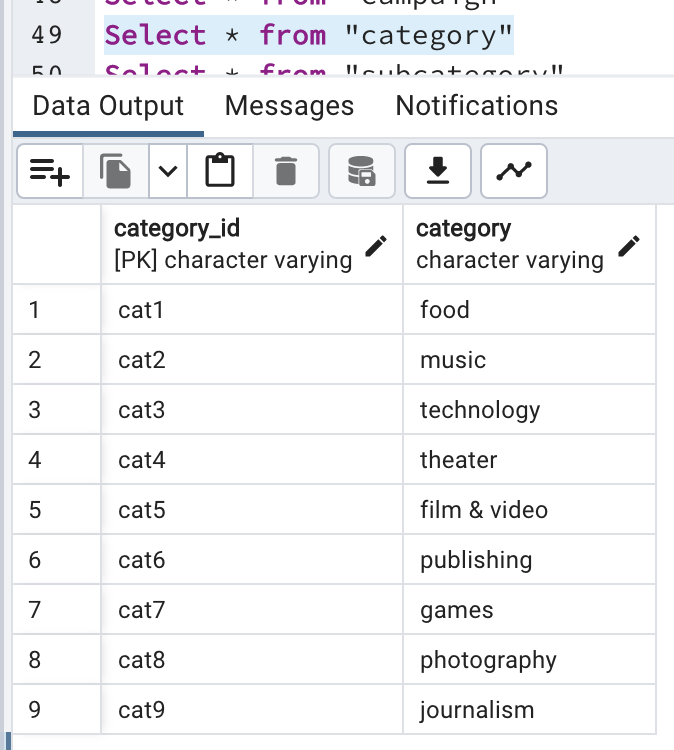 48 Select * from "campaign"
49 Select * from "category"
50 Select * from "subcategory"
Data Output Messages Notifications
category_id category
[PK] character varying character varying
1 cat1 food
2 cat2 music
3 cat3 technology
4 cat4 theater
5 cat5 film & video
6 cat6 publishing
7 cat7 games
8 cat8 photography
9 cat9 journalism